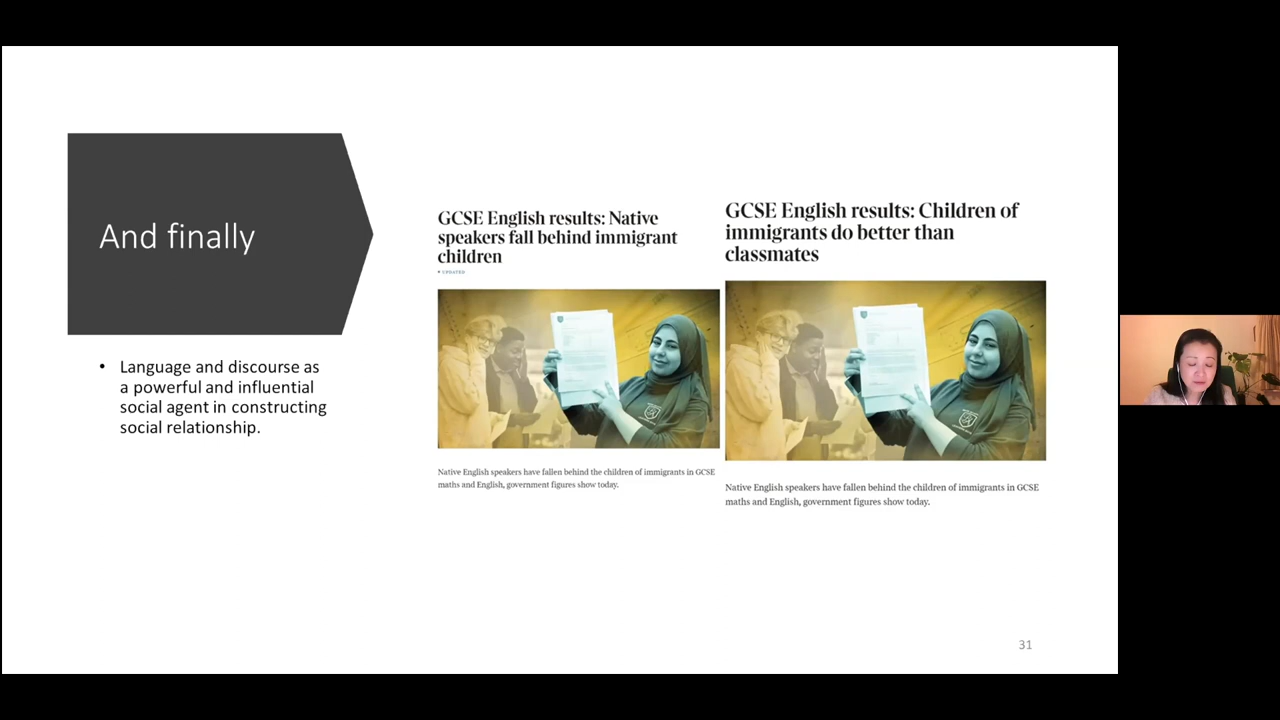 And finally
• Language and discourse as
a powerful and influential
social agent in constructing
social relationship.
GCSE English results: Native
speakers fall behind immigrant
children
• UPDATED
Native English speakers have fallen behind the children of immigrants in GCSE
maths and English, government figures show today.
GCSE English results: Children of
immigrants do better than
classmates
Native English speakers have fallen behind the children of immigrants in GCSE
maths and English, government figures show today.
31